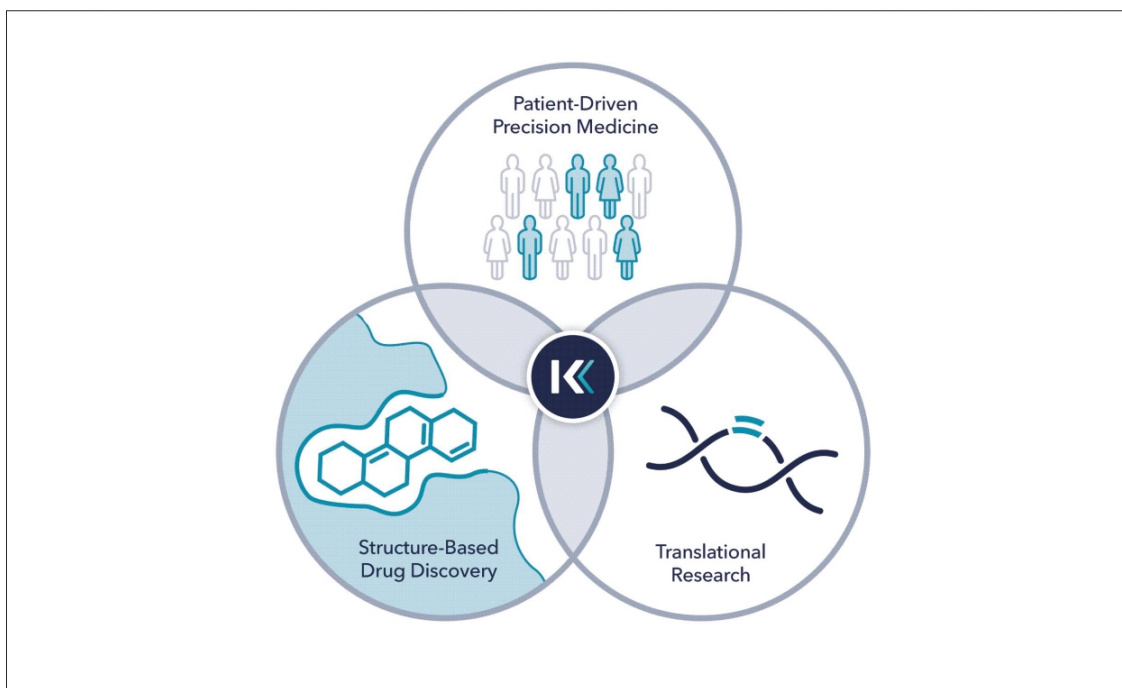 Patient-Driven
Precision Medicine
K
Structure-Based
Drug Discovery
Translational
Research